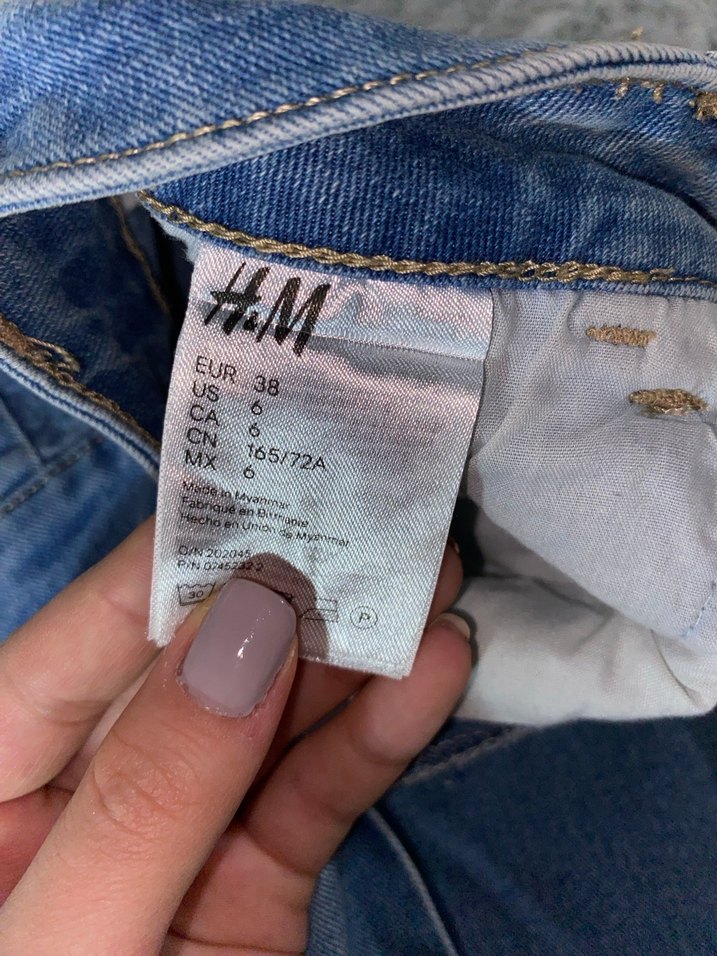 H&M
EUR 38
US 6
CA 6
CN 165/72A
MX 6
Made in Myanmar
Fabriqué en Birmanie
Hecho en Unión de Myanmar
O/N 202045
P/N 0745232 2
30
P